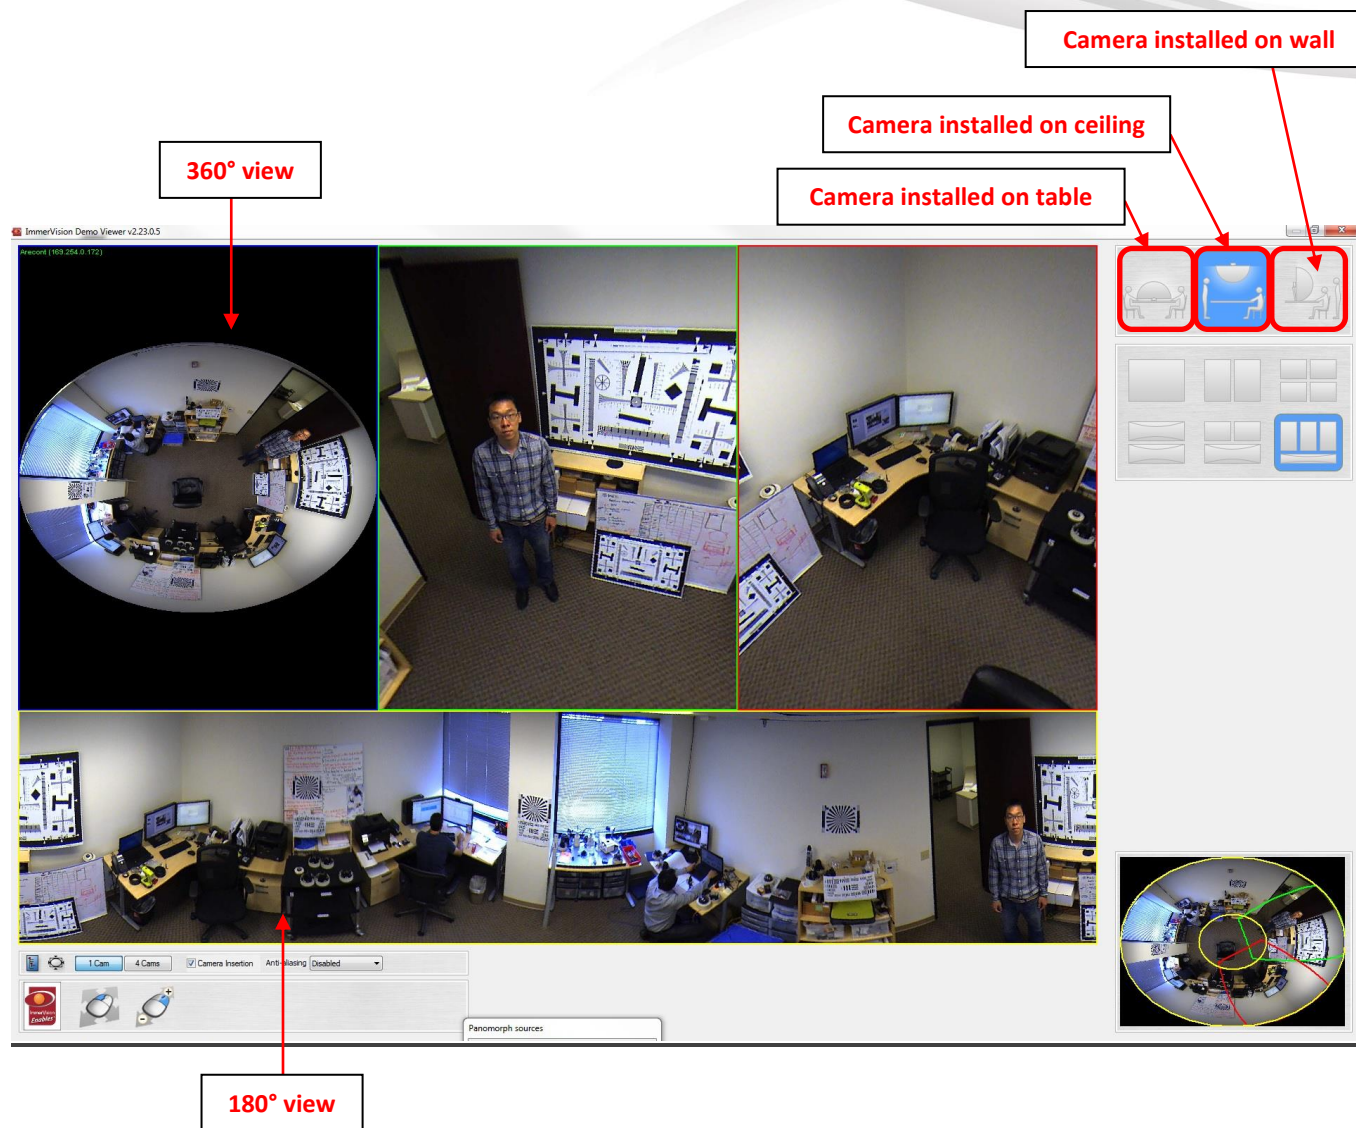 Camera installed on wall
Camera installed on ceiling
360° view
Camera installed on table
ImmerVision Demo Viewer v2.23.0.5
Arecont (169.254.0.172)
1 Cam
4 Cams
Camera Insertion
Anti-aliasing
Disabled
ImmerVision
Enables
Panomorph sources
180° view